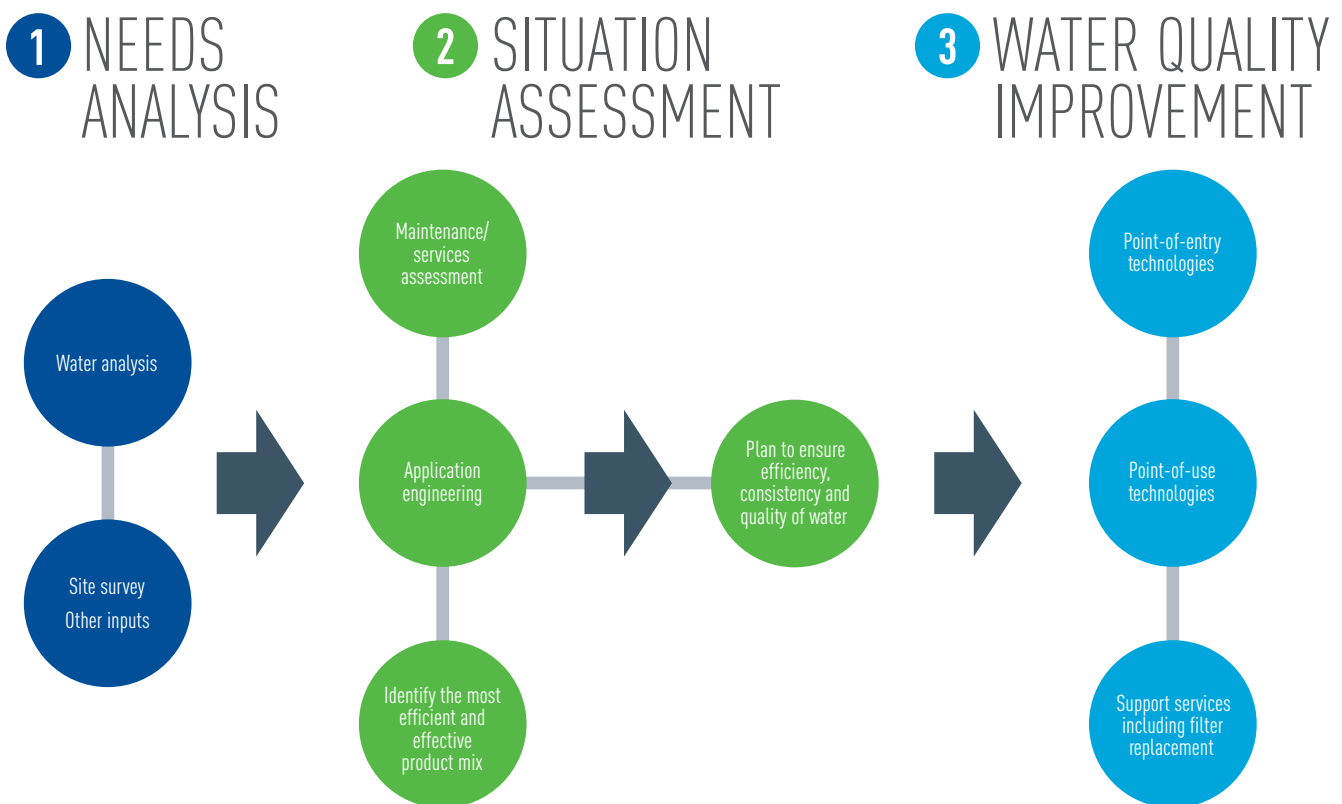 1 NEEDS
ANALYSIS
2 SITUATION
ASSESSMENT
3 WATER QUALITY
IMPROVEMENT
Water analysis
Site survey
Other inputs
Maintenance/
services
assessment
Application
engineering
Identify the most
efficient and
effective
product mix
Plan to ensure
efficiency,
consistency and
quality of water
Point-of-entry
technologies
Point-of-use
technologies
Support services
including filter
replacement